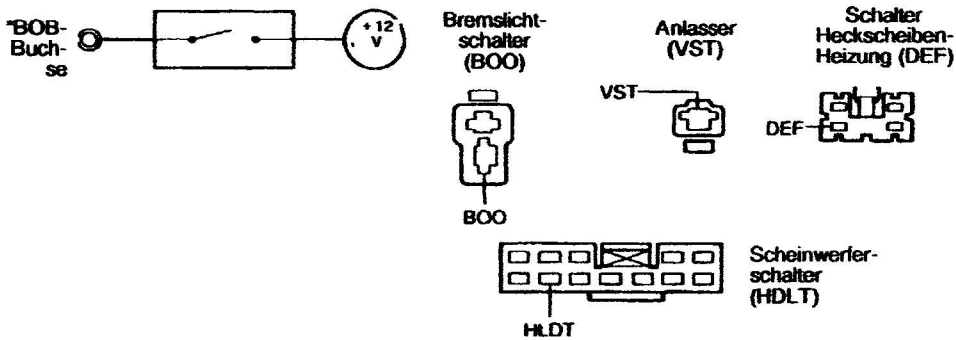 "BOB-
Buch-
se
+ 12
V
Bremslicht-
schalter
(BOO)
BOO
Anlasser
(VST)
VST
Schalter
Heckscheiben-
Heizung (DEF)
DEF
Scheinwerfer-
schalter
(HDLT)
HLDT